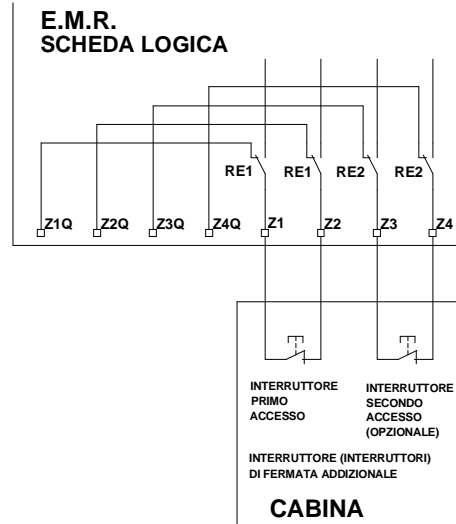 E.M.R.
SCHEDA LOGICA
RE1 RE1 RE2 RE2
Z1Q Z2Q Z3Q Z4Q Z1 Z2 Z3 Z4
INTERRUTTORE
PRIMO
ACCESSO
INTERRUTTORE
SECONDO
ACCESSO
(OPZIONALE)
INTERRUTTORE (INTERRUTTORI)
DI FERMATA ADDIZIONALE
CABINA